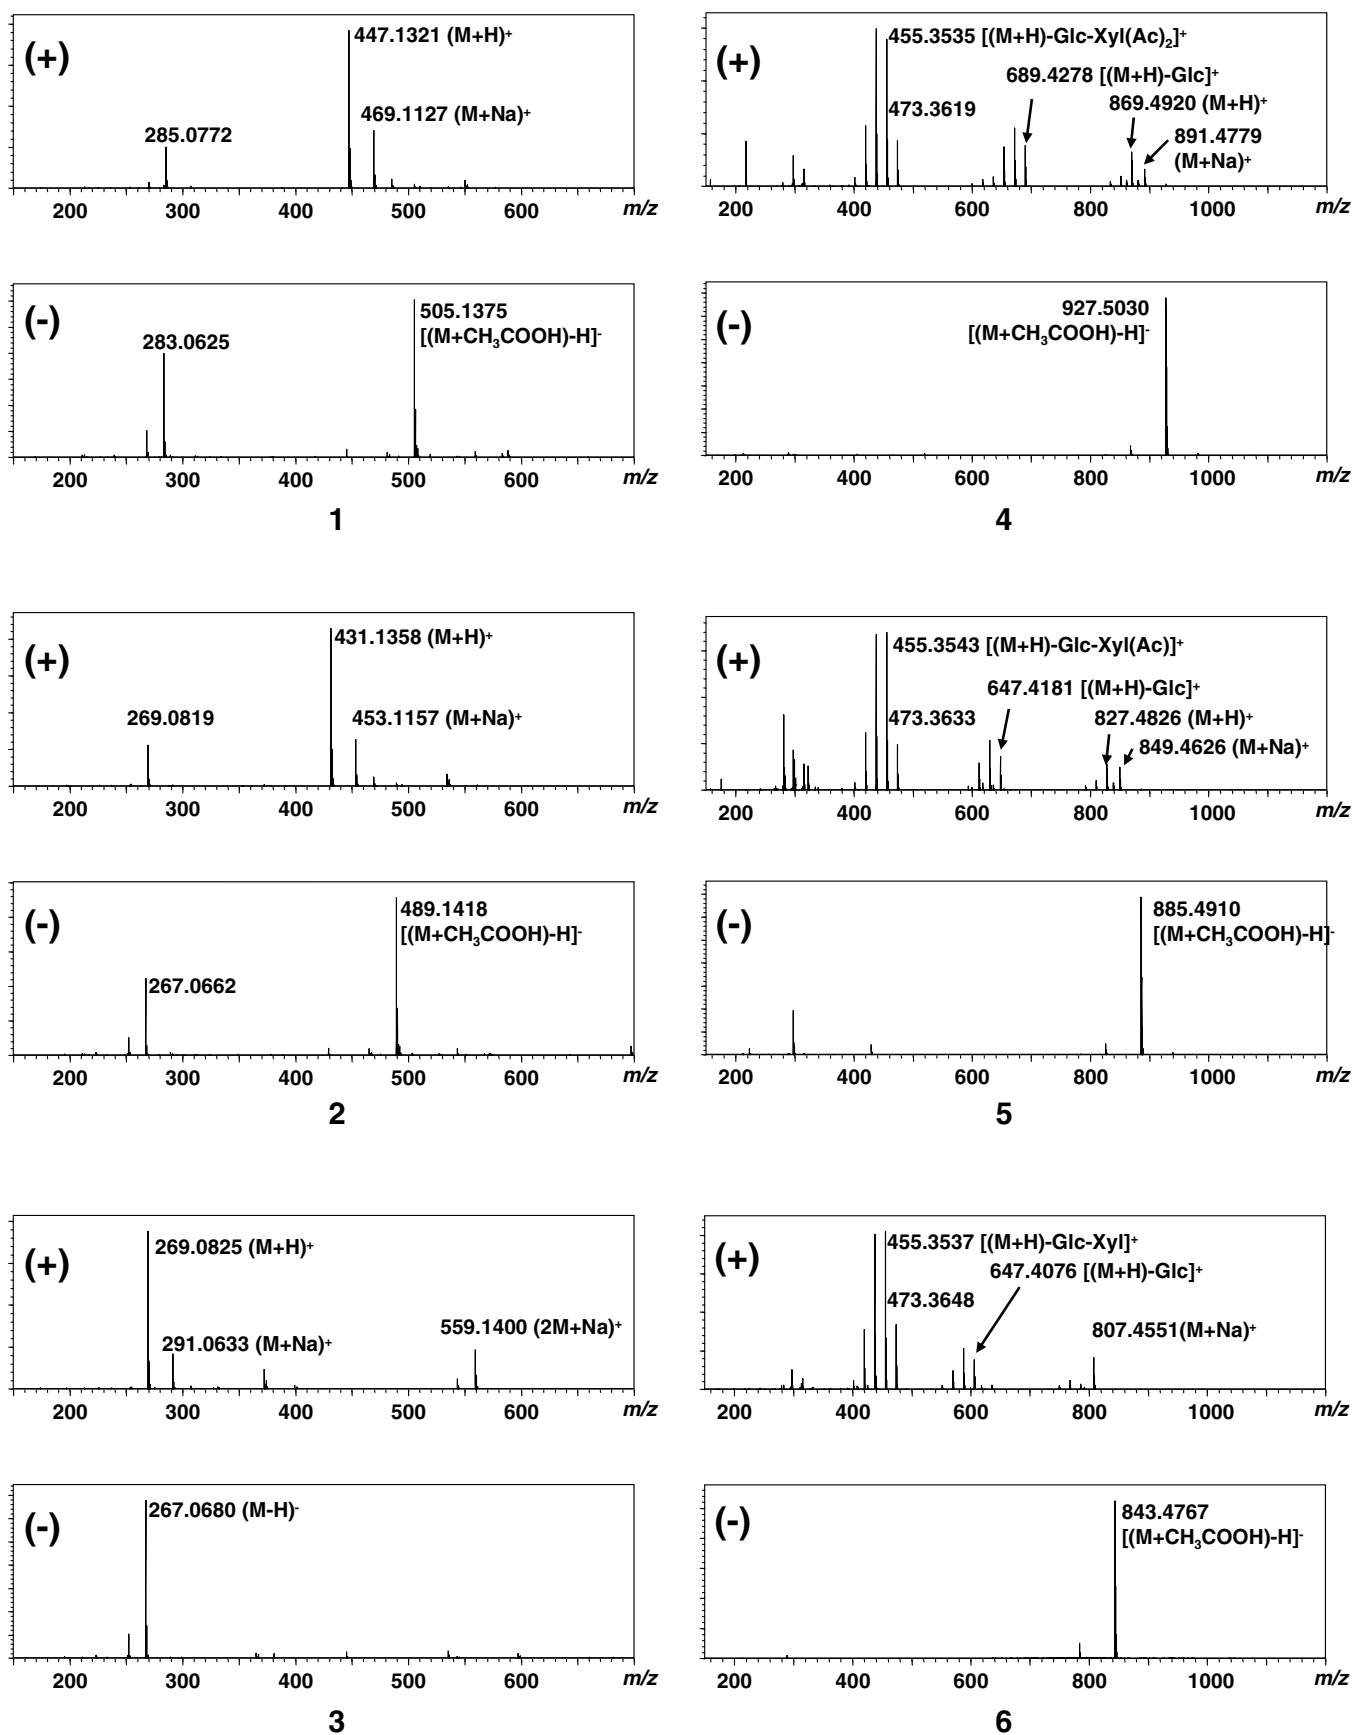 (+)
447.1321 (M+H)+
469.1127 (M+Na)+
285.0772
200 300 400 500 600 m/z
(-)
505.1375
[(M+CH3COOH)-H]-
283.0625
200 300 400 500 600 m/z
1
(+)
455.3535 [(M+H)-Glc-Xyl(Ac)2]+
689.4278 [(M+H)-Glc]+
473.3619
869.4920 (M+H)+
891.4779
(M+Na)+
200 400 600 800 1000 m/z
(-)
927.5030
[(M+CH3COOH)-H]-
200 400 600 800 1000 m/z
4
(+)
431.1358 (M+H)+
269.0819
453.1157 (M+Na)+
200 300 400 500 600 m/z
(-)
489.1418
[(M+CH3COOH)-H]-
267.0662
200 300 400 500 600 m/z
2
(+)
455.3543 [(M+H)-Glc-Xyl(Ac)]+
647.4181 [(M+H)-Glc]+
473.3633
827.4826 (M+H)+
849.4626 (M+Na)+
200 400 600 800 1000 m/z
(-)
885.4910
[(M+CH3COOH)-H]-
200 400 600 800 1000 m/z
5
(+)
269.0825 (M+H)+
291.0633 (M+Na)+
559.1400 (2M+Na)+
200 300 400 500 600 m/z
(-)
267.0680 (M-H)-
200 300 400 500 600 m/z
3
(+)
455.3537 [(M+H)-Glc-Xyl]+
647.4076 [(M+H)-Glc]+
473.3648
807.4551(M+Na)+
200 400 600 800 1000 m/z
(-)
843.4767
[(M+CH3COOH)-H]-
200 400 600 800 1000 m/z
6